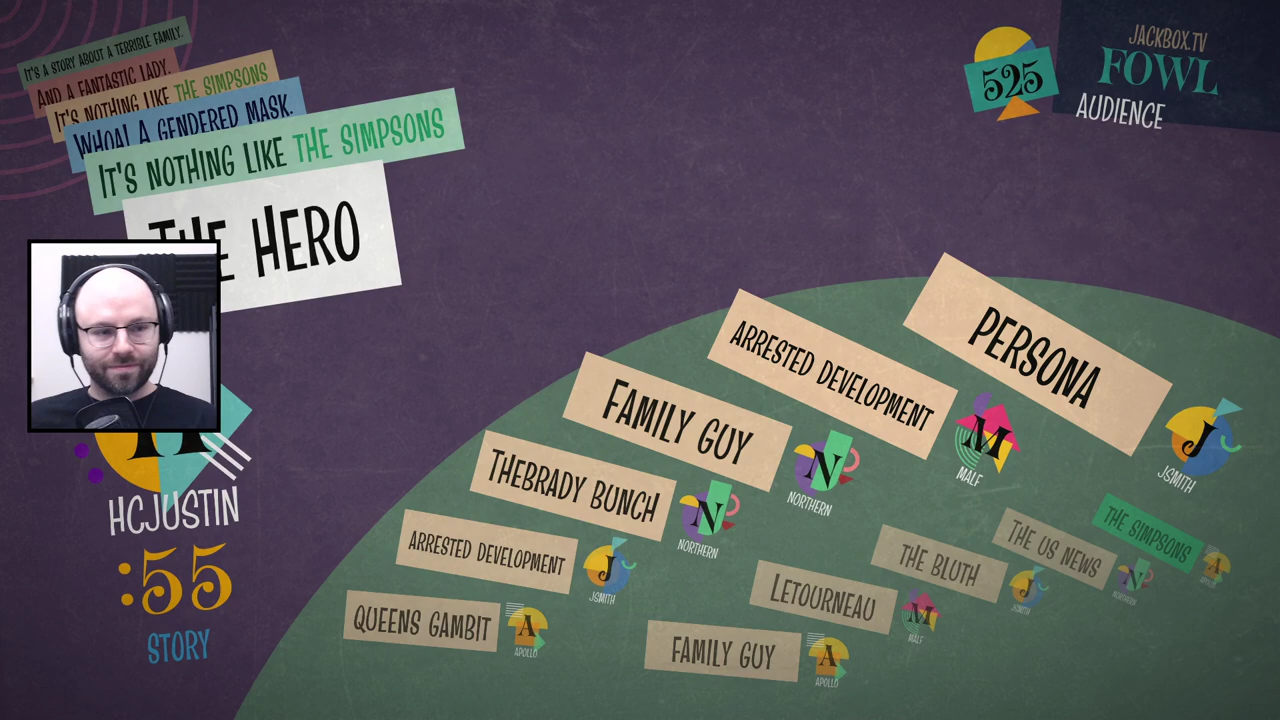 IT'S A STORY ABOUT A TERRIBLE FAMILY.
AND A FANTASTIC LADY.
IT'S NOTHING LIKE THE SIMPSONS
WHOA! A GENDERED MASK.
IT'S NOTHING LIKE THE SIMPSONS
THE HERO
525
JACKBOX.TV
FOWL
AUDIENCE
H
HCJUSTIN
:55
STORY
PERSONA
J
JSMITH
ARRESTED DEVELOPMENT
M
MALF
FAMILY GUY
N
NORTHERN
THEBRADY BUNCH
N
NORTHERN
ARRESTED DEVELOPMENT
J
JSMITH
QUEENS GAMBIT
A
APOLLO
THE SIMPSONS
A
APOLLO
THE US NEWS
N
NORTHERN
THE BLUTH
J
JSMITH
LETOURNEAU
M
MALF
FAMILY GUY
A
APOLLO